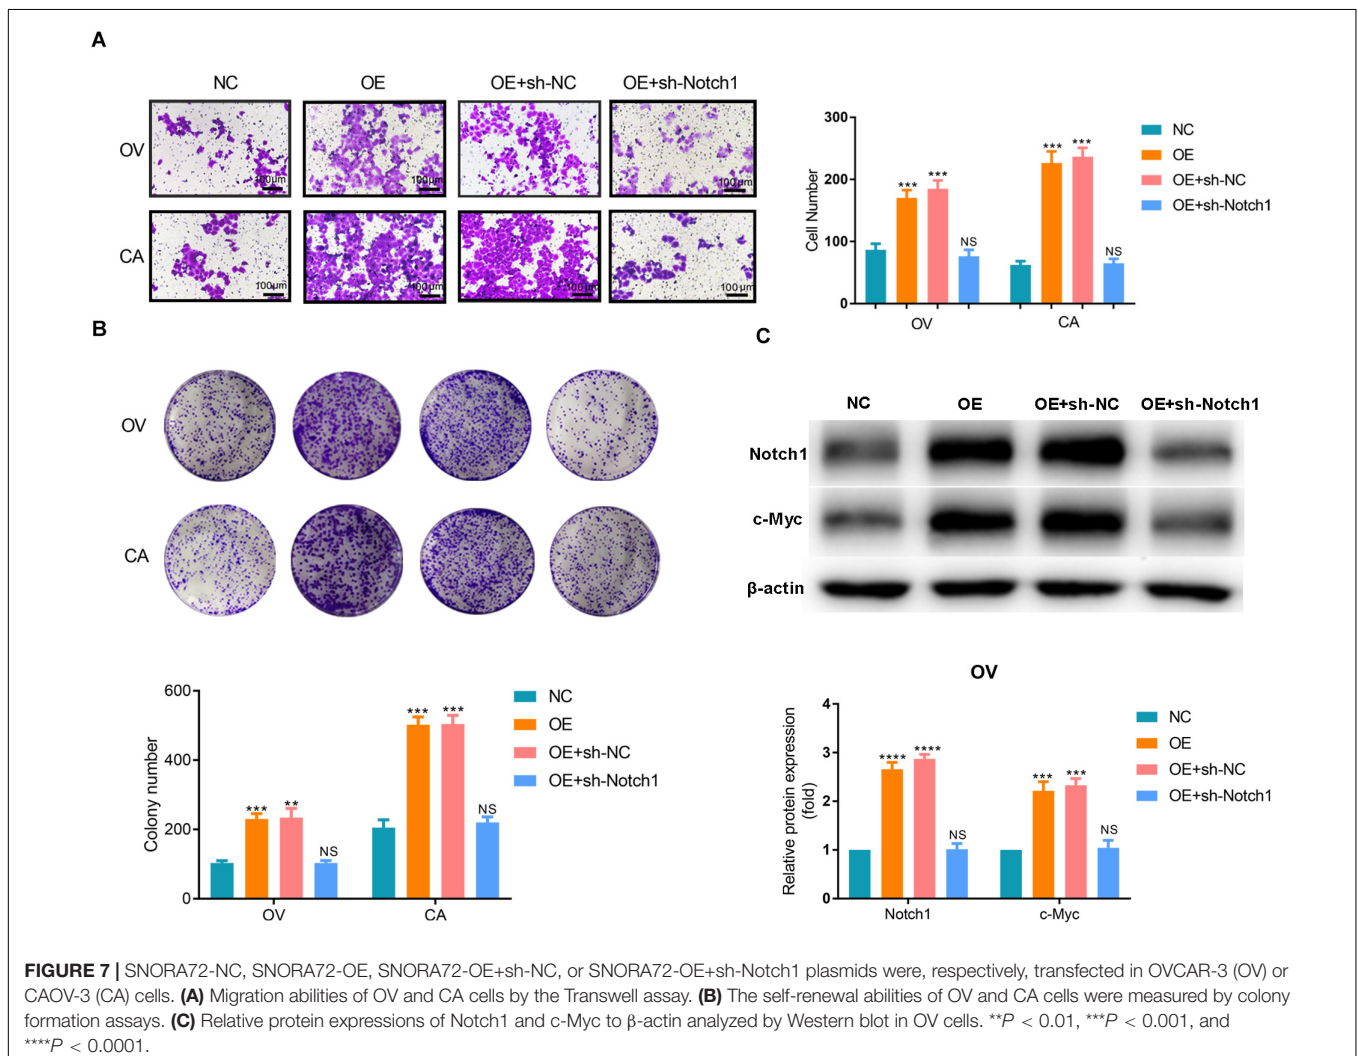 A
NC OE OE+sh-NC OE+sh-Notch1
OV
100μm 100μm 100μm 100μm
CA
100μm 100μm 100μm 100μm
300
200
100
0
Cell Number
*** *** NS
*** *** NS
OV CA
NC
OE
OE+sh-NC
OE+sh-Notch1
B
OV
CA
600
400
200
0
Colony number
*** ** NS
*** *** NS
OV CA
NC
OE
OE+sh-NC
OE+sh-Notch1
C
NC OE OE+sh-NC OE+sh-Notch1
Notch1
c-Myc
β-actin
OV
4
3
2
1
0
Relative protein expression
(fold)
**** **** NS
*** *** NS
Notch1 c-Myc
NC
OE
OE+sh-NC
OE+sh-Notch1
FIGURE 7 | SNORA72-NC, SNORA72-OE, SNORA72-OE+sh-NC, or SNORA72-OE+sh-Notch1 plasmids were, respectively, transfected in OVCAR-3 (OV) or
CAOV-3 (CA) cells. (A) Migration abilities of OV and CA cells by the Transwell assay. (B) The self-renewal abilities of OV and CA cells were measured by colony
formation assays. (C) Relative protein expressions of Notch1 and c-Myc to β-actin analyzed by Western blot in OV cells. **P < 0.01, ***P < 0.001, and
****P < 0.0001.